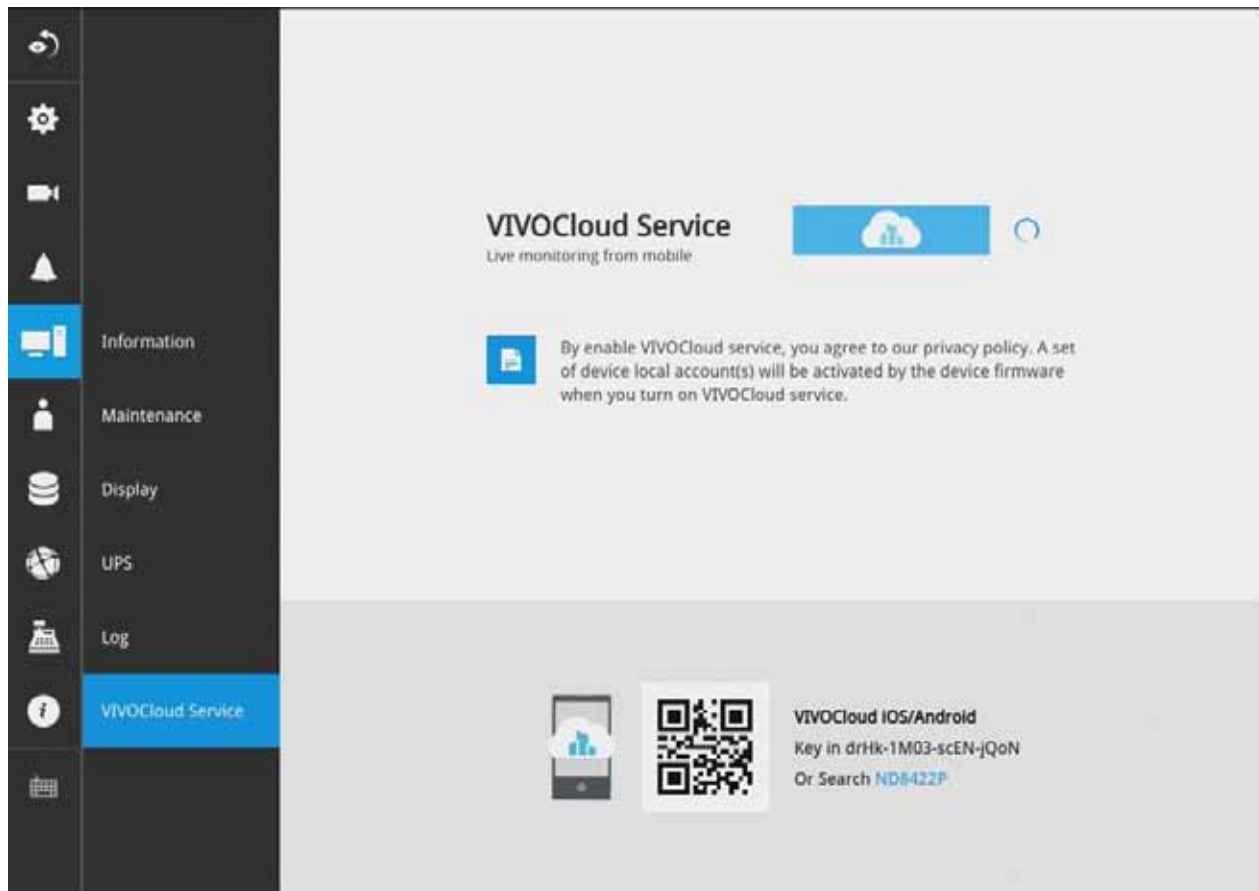 VIVOCloud Service
Live monitoring from mobile
By enable VIVOCloud service, you agree to our privacy policy. A set
of device local account(s) will be activated by the device firmware
when you turn on VIVOCloud service.
Information
Maintenance
Display
UPS
Log
VIVOCloud Service
VIVOCloud iOS/Android
Key in drHk-1M03-scEN-jQoN
Or Search ND8422P